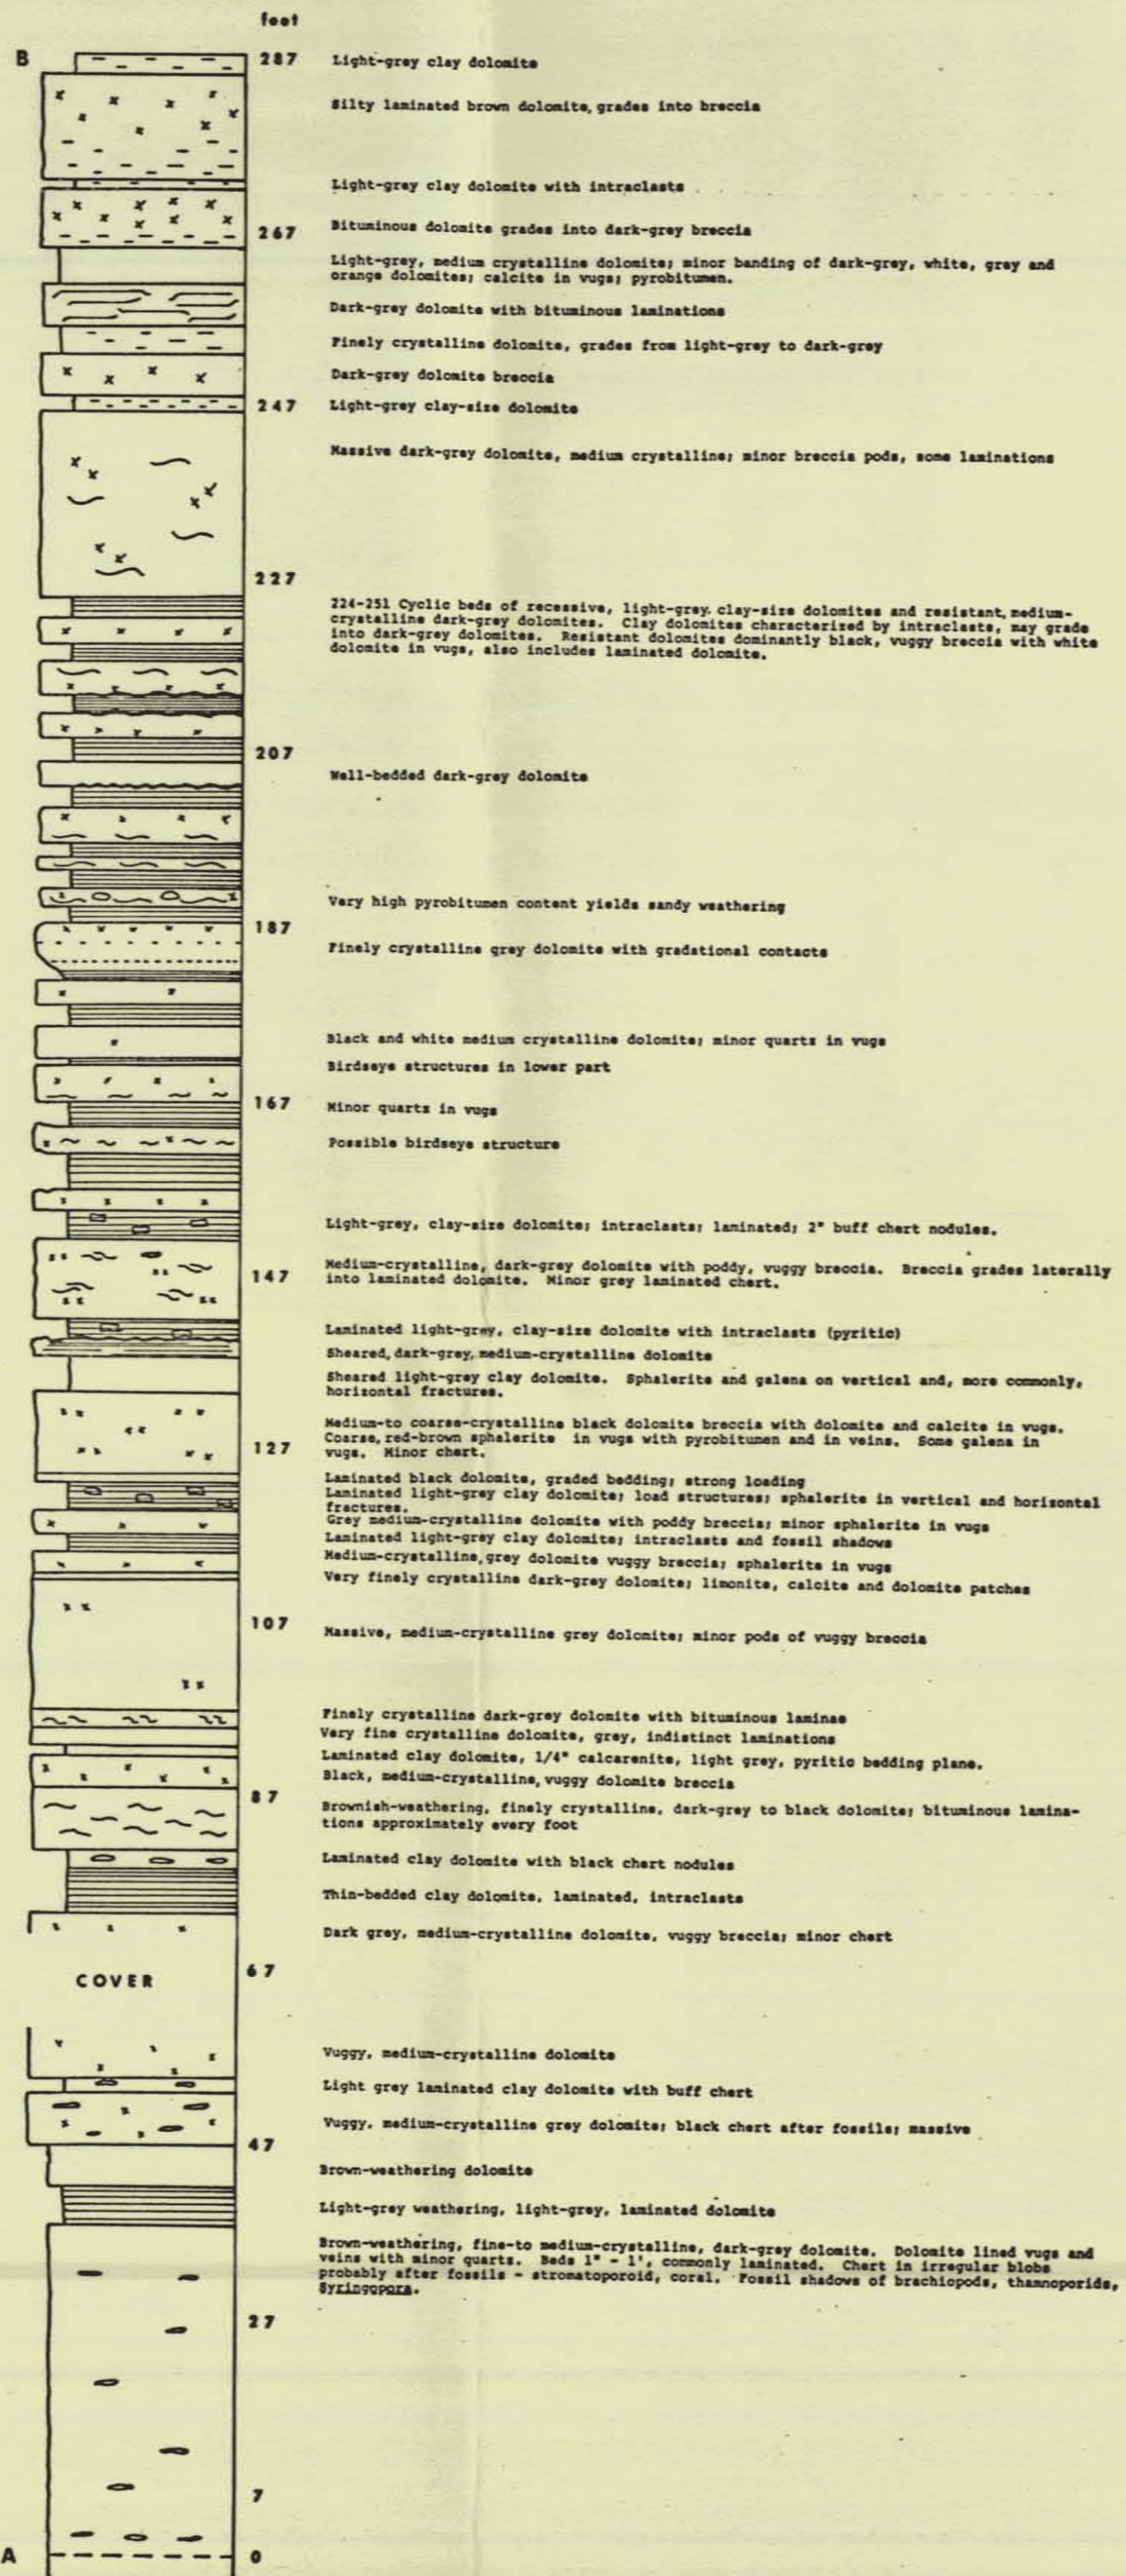 feet
B
287 Light-grey clay dolomite
Silty laminated brown dolomite, grades into breccia
Light-grey clay dolomite with intraclasts
267 Bituminous dolomite grades into dark-grey breccia
Light-grey, medium crystalline dolomite; minor banding of dark-grey, white, grey and
orange dolomites; calcite in vugs; pyrobitumen.
Dark-grey dolomite with bituminous laminations
Finely crystalline dolomite, grades from light-grey to dark-grey
Dark-grey dolomite breccia
247 Light-grey clay-size dolomite
Massive dark-grey dolomite, medium crystalline; minor breccia pods, some laminations
227
224-251 Cyclic beds of recessive, light-grey, clay-size dolomites and resistant, medium-
crystalline dark-grey dolomites. Clay dolomites characterized by intraclasts, may grade
into dark-grey dolomites. Resistant dolomites dominantly black, vuggy breccia with white
dolomite in vugs, also includes laminated dolomite.
207
Well-bedded dark-grey dolomite
Very high pyrobitumen content yields sandy weathering
187
Finely crystalline grey dolomite with gradational contacts
Black and white medium crystalline dolomite; minor quartz in vugs
Birdseye structures in lower part
167 Minor quartz in vugs
Possible birdseye structure
Light-grey, clay-size dolomite; intraclasts; laminated; 2" buff chert nodules.
147 Medium-crystalline, dark-grey dolomite with poddy, vuggy breccia. Breccia grades laterally
into laminated dolomite. Minor grey laminated chert.
Laminated light-grey, clay-size dolomite with intraclasts (pyritic)
Sheared, dark-grey, medium-crystalline dolomite
Sheared light-grey clay dolomite. Sphalerite and galena on vertical and, more commonly,
horizontal fractures.
Medium-to coarse-crystalline black dolomite breccia with dolomite and calcite in vugs.
127 Coarse, red-brown sphalerite in vugs with pyrobitumen and in veins. Some galena in
vugs. Minor chert.
Laminated black dolomite, graded bedding; strong loading
Laminated light-grey clay dolomite; load structures; sphalerite in vertical and horizontal
fractures.
Grey medium-crystalline dolomite with poddy breccia; minor sphalerite in vugs
Laminated light-grey clay dolomite; intraclasts and fossil shadows
Medium-crystalline, grey dolomite vuggy breccia; sphalerite in vugs
Very finely crystalline dark-grey dolomite; limonite, calcite and dolomite patches
107 Massive, medium-crystalline grey dolomite; minor pods of vuggy breccia
Finely crystalline dark-grey dolomite with bituminous laminae
Very fine crystalline dolomite, grey, indistinct laminations
Laminated clay dolomite, 1/4" calcarenite, light grey, pyritic bedding plane.
Black, medium-crystalline, vuggy dolomite breccia
87
Brownish-weathering, finely crystalline, dark-grey to black dolomite; bituminous lamina-
tions approximately every foot
Laminated clay dolomite with black chert nodules
Thin-bedded clay dolomite, laminated, intraclasts
Dark grey, medium-crystalline dolomite, vuggy breccia; minor chert
67
COVER
Vuggy, medium-crystalline dolomite
Light grey laminated clay dolomite with buff chert
Vuggy, medium-crystalline grey dolomite; black chert after fossils; massive
47
Brown-weathering dolomite
Light-grey weathering, light-grey, laminated dolomite
Brown-weathering, fine-to medium-crystalline, dark-grey dolomite. Dolomite lined vugs and
veins with minor quartz. Beds 1" - 1', commonly laminated. Chert in irregular blobs
probably after fossils - stromatoporoid, coral. Fossil shadows of brachiopods, thamnoporids,
Syringopora.
27
7
A 0